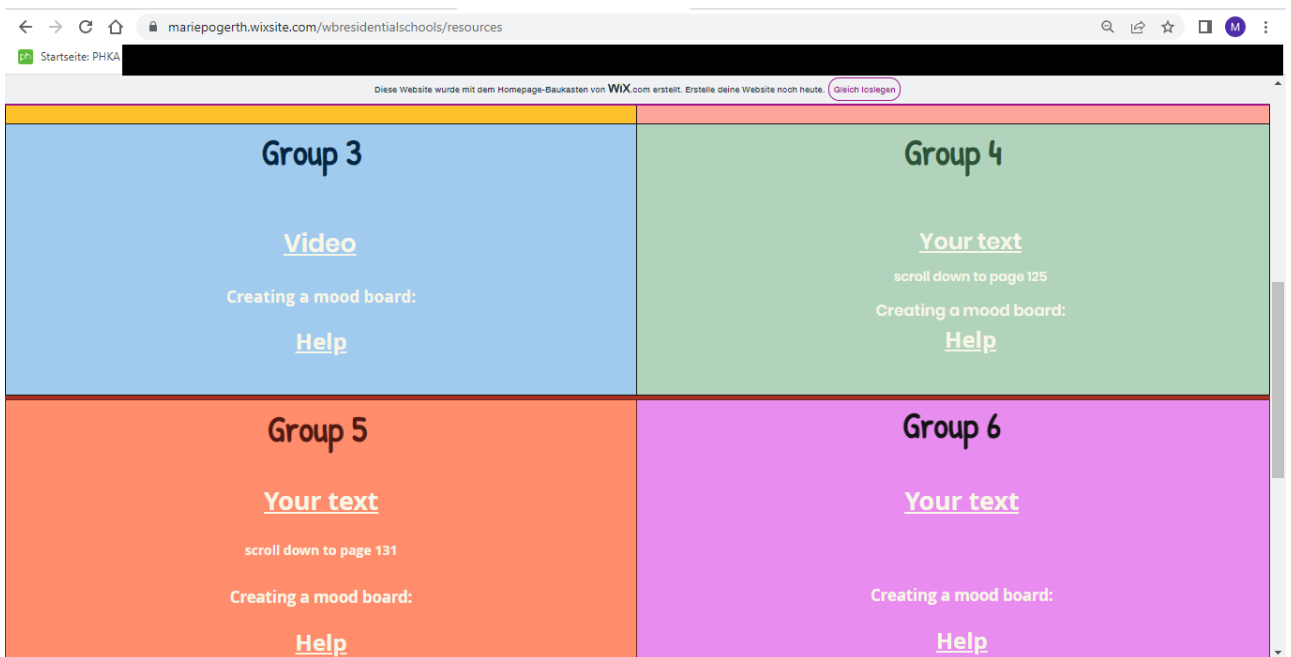 mariepogerth.wixsite.com/wbresidentialschools/resources
M
ph Startseite: PHKA
Diese Website wurde mit dem Homepage-Baukasten von WiX.com erstellt. Erstelle deine Website noch heute. Gleich loslegen
Group 3
Video
Creating a mood board:
Help
Group 4
Your text
scroll down to page 125
Creating a mood board:
Help
Group 5
Your text
scroll down to page 131
Creating a mood board:
Help
Group 6
Your text
Creating a mood board:
Help